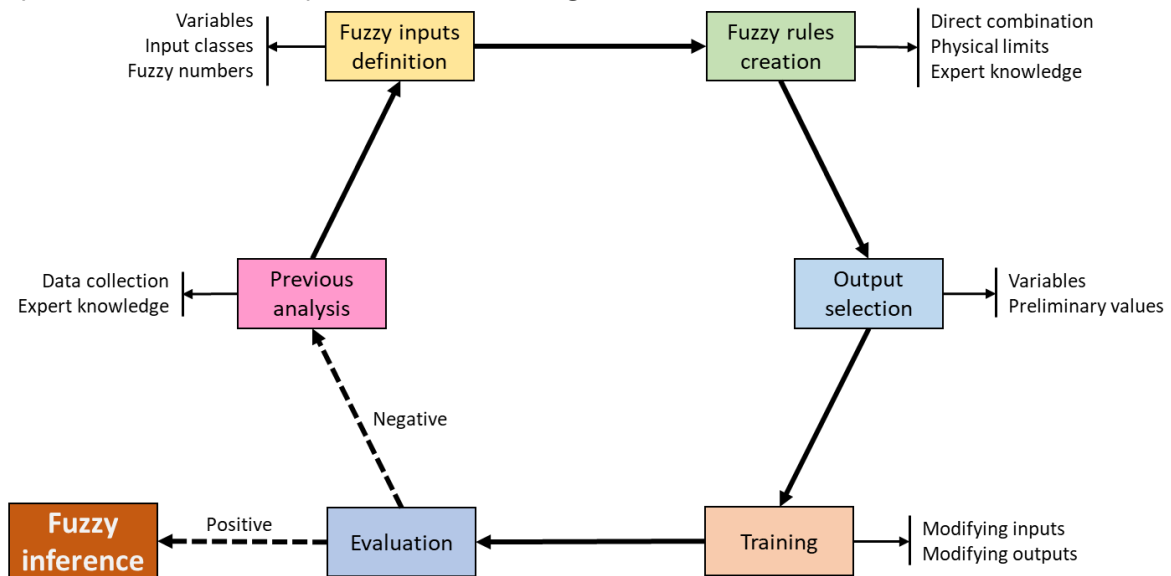 Variables
Input classes
Fuzzy numbers
Fuzzy inputs
definition
Fuzzy rules
creation
Direct combination
Physical limits
Expert knowledge
Data collection
Expert knowledge
Previous
analysis
Output
selection
Variables
Preliminary values
Negative
Fuzzy
inference
Positive
Evaluation
Training
Modifying inputs
Modifying outputs